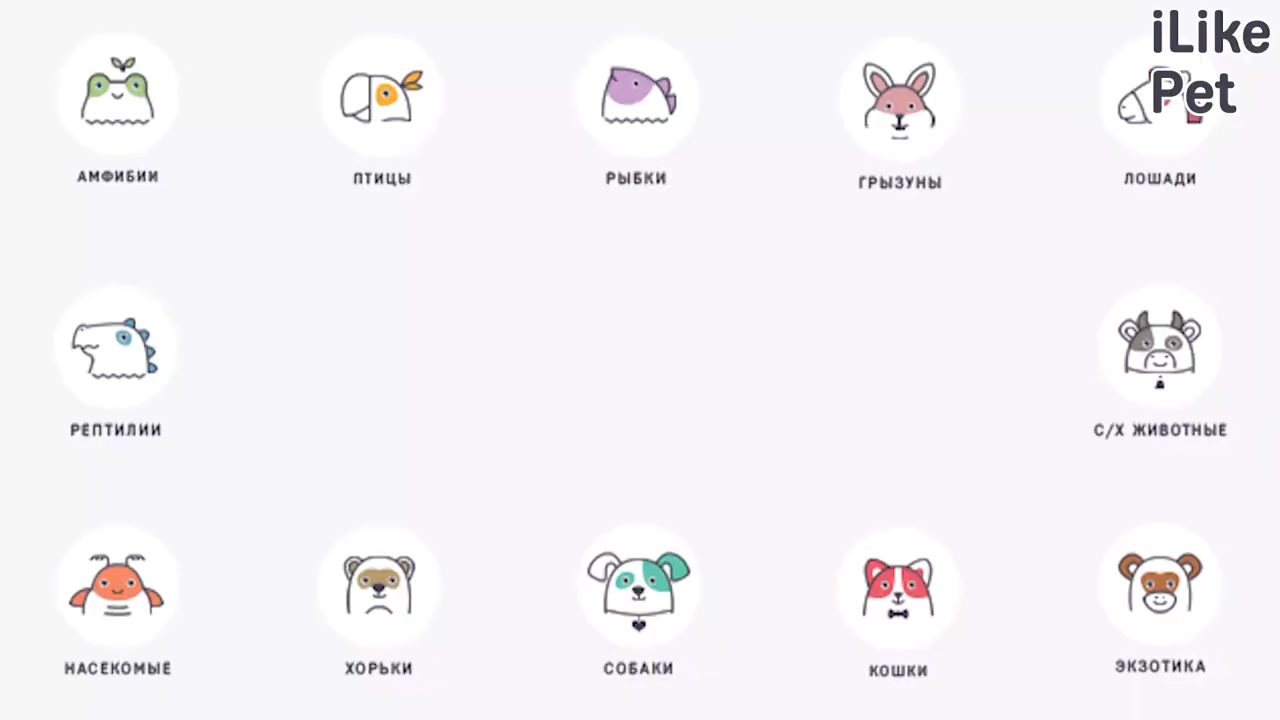 iLike
Pet
АМФИБИИ
ПТИЦЫ
РЫБКИ
ГРЫЗУНЫ
ЛОШАДИ
РЕПТИЛИИ
С/Х ЖИВОТНЫЕ
НАСЕКОМЫЕ
ХОРЬКИ
СОБАКИ
КОШКИ
ЭКЗОТИКА